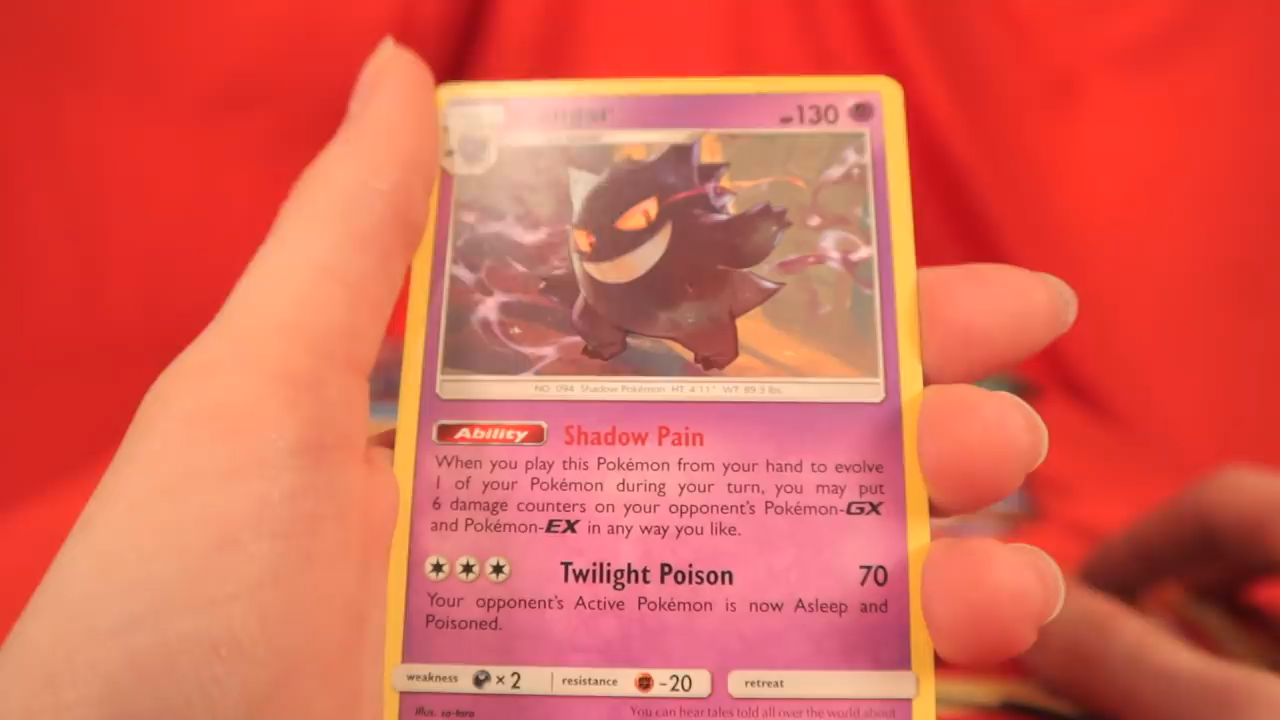 HP130
NO. 094 Shadow Pokémon HT 4'11" WT 89.3 lbs.
Ability Shadow Pain
When you play this Pokémon from your hand to evolve
1 of your Pokémon during your turn, you may put
6 damage counters on your opponent's Pokémon-GX
and Pokémon-EX in any way you like.
Twilight Poison 70
Your opponent's Active Pokémon is now Asleep and
Poisoned.
weakness ×2 resistance -20 retreat
Illus. so-taro You can hear tales told all over the world about